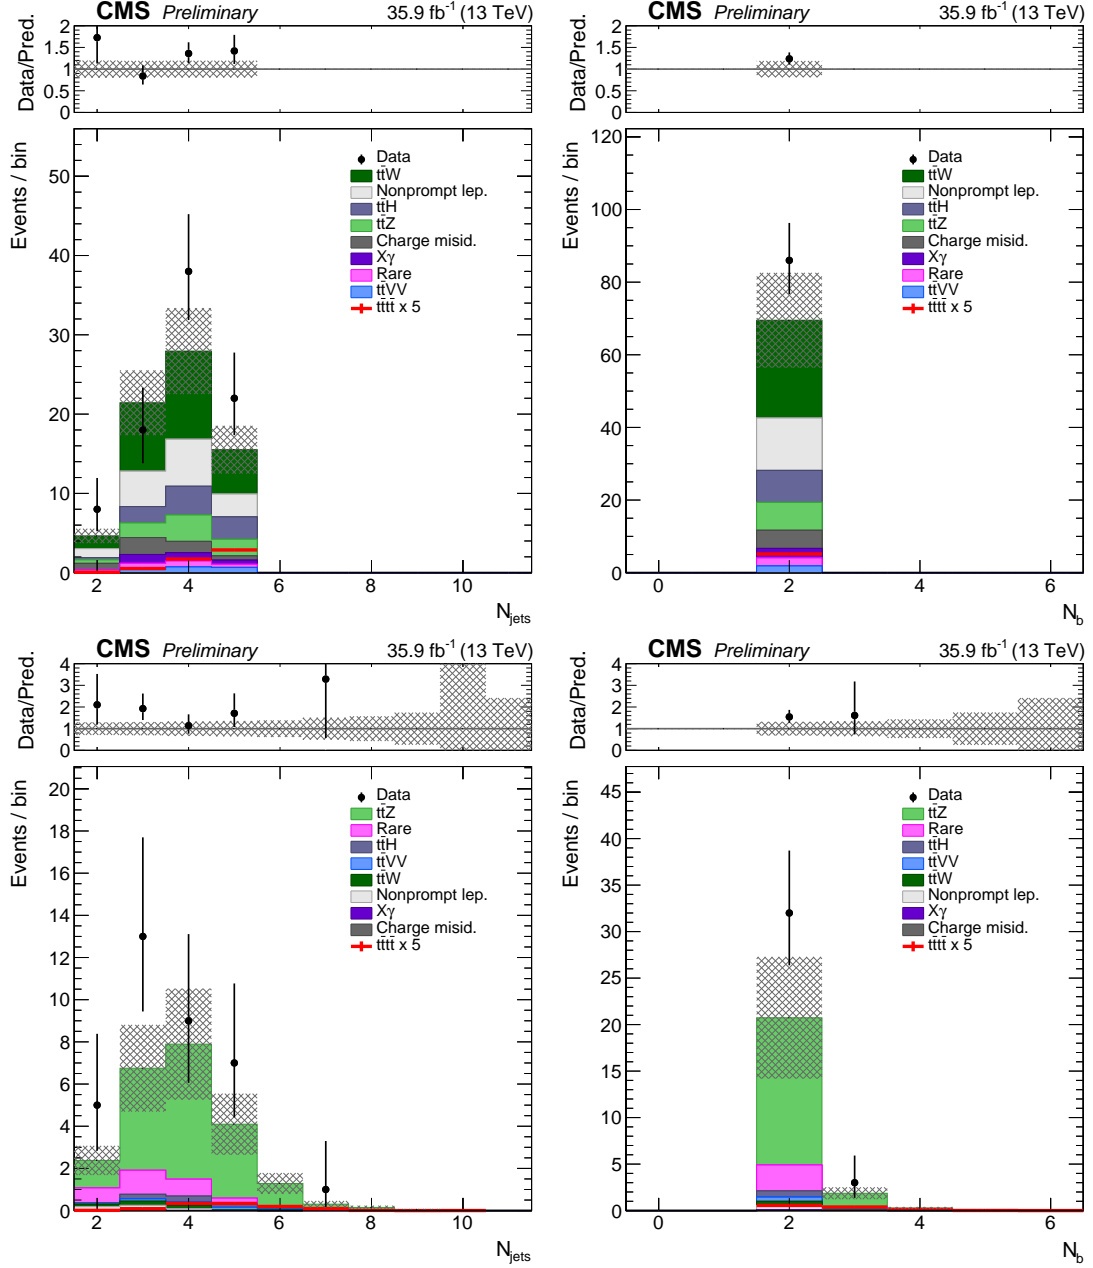 CMS Preliminary 35.9 fb⁻¹ (13 TeV)
Data/Pred.
2
1.5
1
0.5
0
Events / bin
50
40
30
20
10
0
Data
tt̄W
Nonprompt lep.
tt̄H
tt̄Z
Charge misid.
Xγ
Rare
tt̄VV
tt̄tt̄ x 5
2 4 6 8 10
N_jets
CMS Preliminary 35.9 fb⁻¹ (13 TeV)
Data/Pred.
2
1.5
1
0.5
0
Events / bin
120
100
80
60
40
20
0
Data
tt̄W
Nonprompt lep.
tt̄H
tt̄Z
Charge misid.
Xγ
Rare
tt̄VV
tt̄tt̄ x 5
0 2 4 6
N_b
CMS Preliminary 35.9 fb⁻¹ (13 TeV)
Data/Pred.
4
3
2
1
0
Events / bin
20
18
16
14
12
10
8
6
4
2
0
Data
tt̄Z
Rare
tt̄H
tt̄VV
tt̄W
Nonprompt lep.
Xγ
Charge misid.
tt̄tt̄ x 5
2 4 6 8 10
N_jets
CMS Preliminary 35.9 fb⁻¹ (13 TeV)
Data/Pred.
4
3
2
1
0
Events / bin
45
40
35
30
25
20
15
10
5
0
Data
tt̄Z
Rare
tt̄H
tt̄VV
tt̄W
Nonprompt lep.
Xγ
Charge misid.
tt̄tt̄ x 5
0 2 4 6
N_b